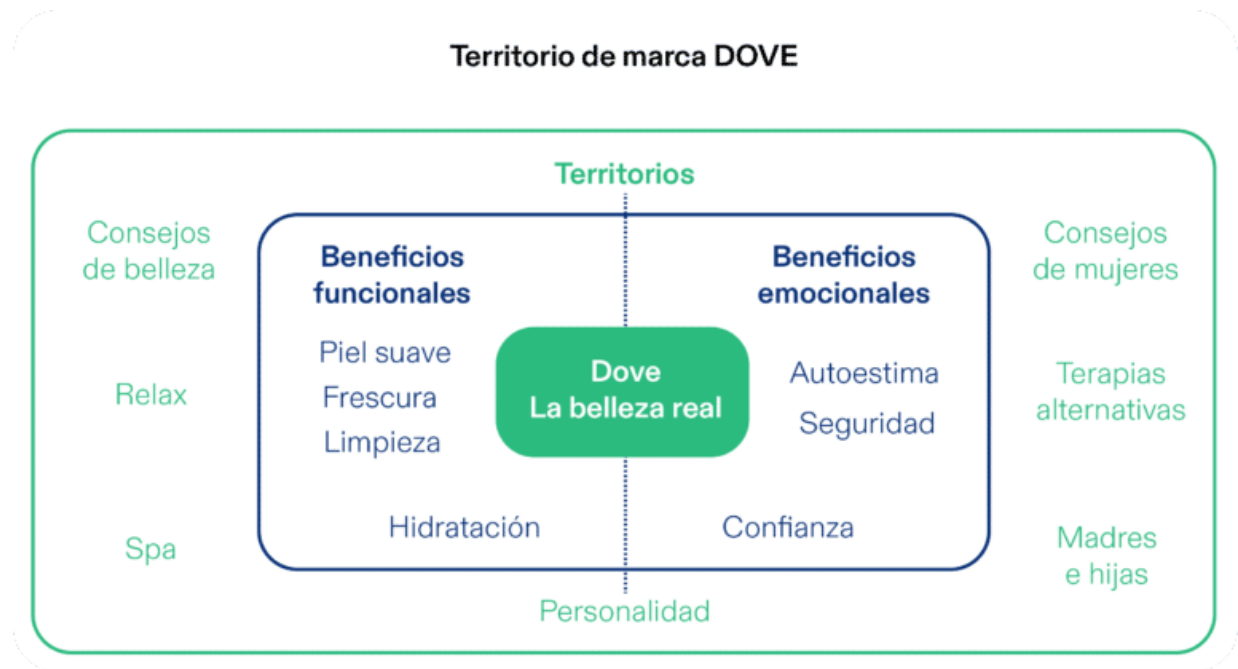 Territorio de marca DOVE
Territorios
Consejos
de belleza
Relax
Spa
Beneficios
funcionales
Piel suave
Frescura
Limpieza
Hidratación
Dove
La belleza real
Beneficios
emocionales
Autoestima
Seguridad
Confianza
Consejos
de mujeres
Terapias
alternativas
Madres
e hijas
Personalidad